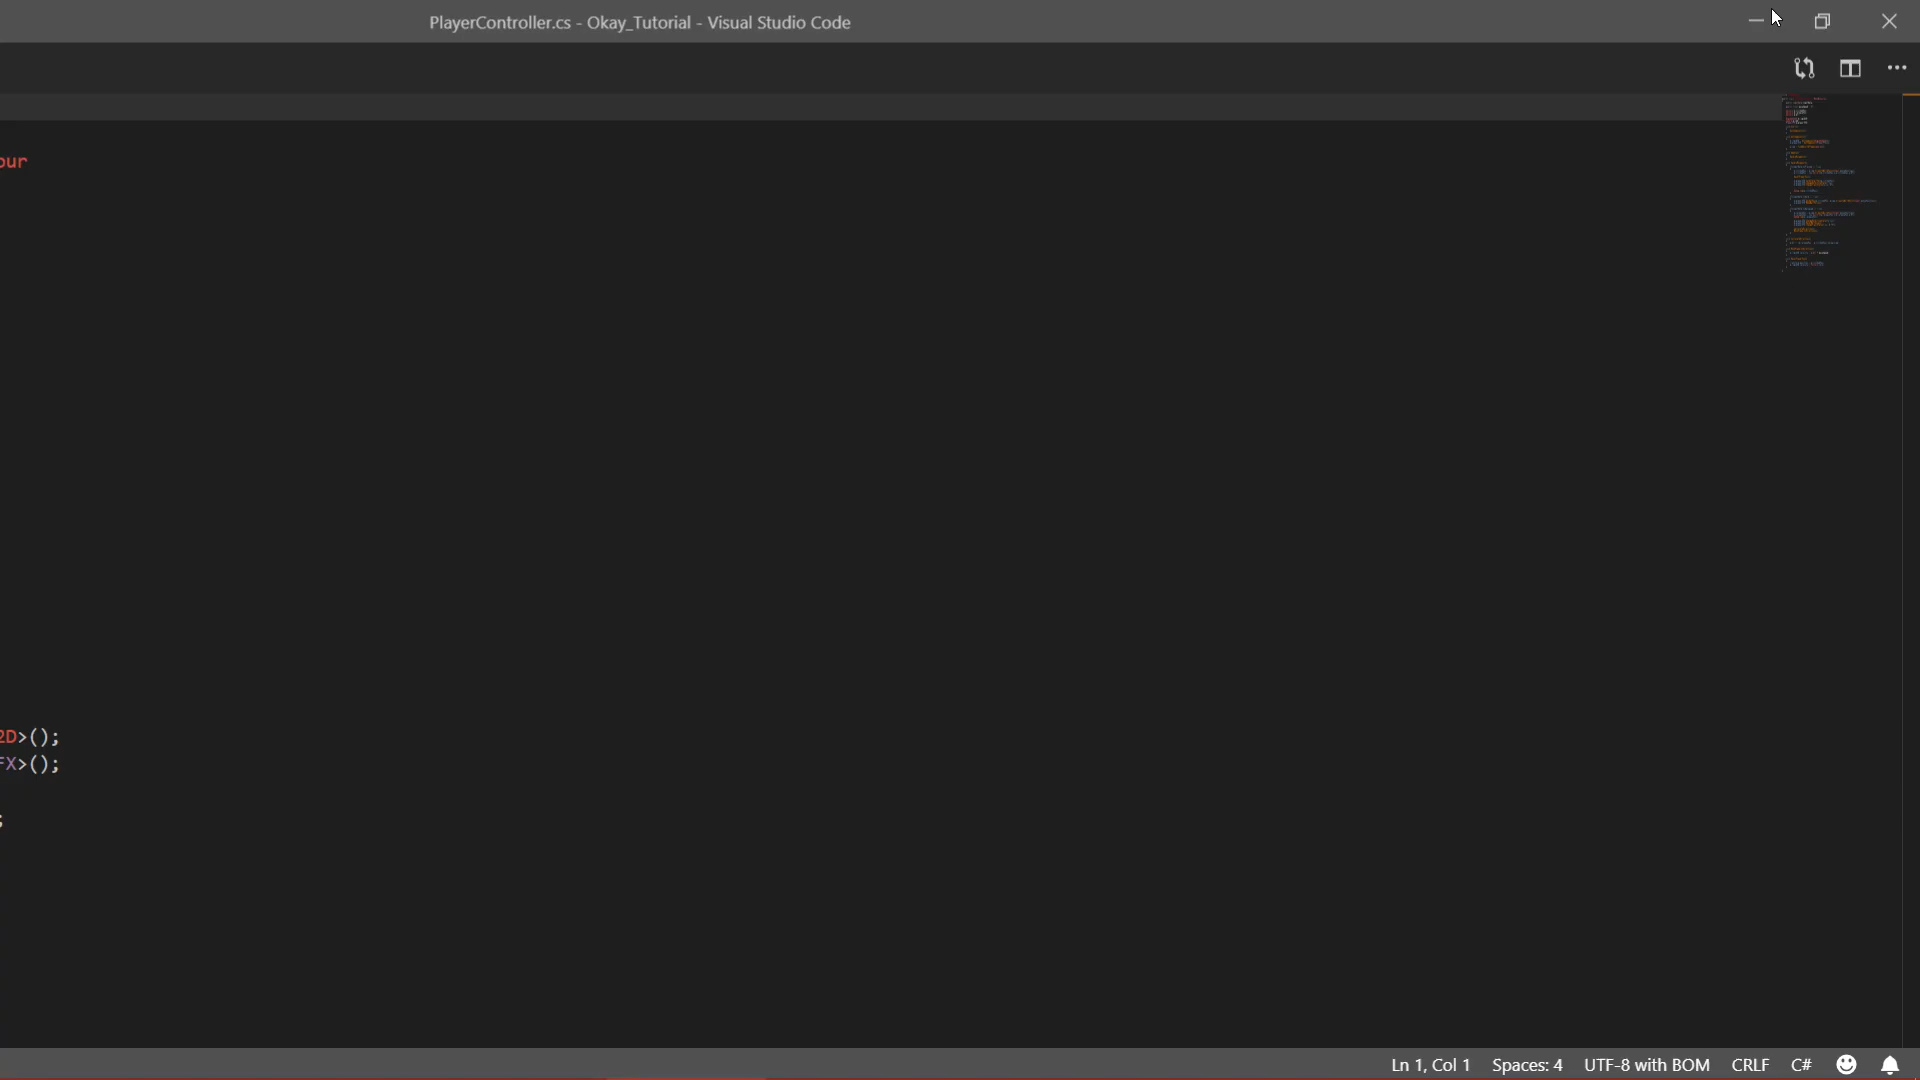 PlayerController.cs - Okay_Tutorial - Visual Studio Code
our
2D>();
FX>();
;
Ln 1, Col 1 Spaces: 4 UTF-8 with BOM CRLF C#